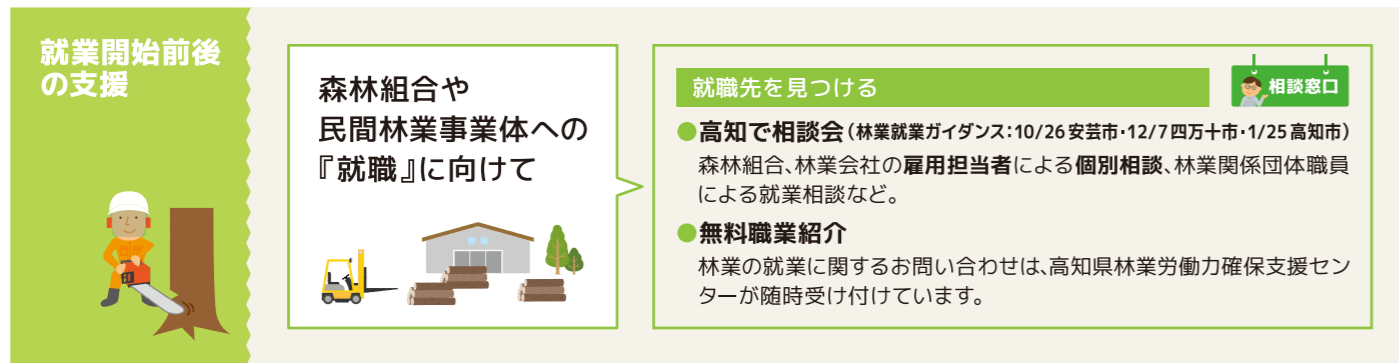 就業開始前後
の支援
森林組合や
民間林業事業体への
『就職』に向けて
就職先を見つける
相談窓口
●高知で相談会(林業就業ガイダンス:10/26安芸市・12/7四万十市・1/25高知市)
森林組合、林業会社の雇用担当者による個別相談、林業関係団体職員
による就業相談など。
●無料職業紹介
林業の就業に関するお問い合わせは、高知県林業労働力確保支援セン
ターが随時受け付けています。